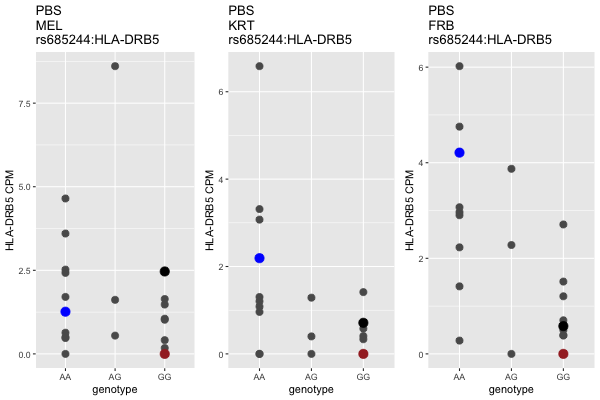 PBS
MEL
rs685244:HLA-DRB5
HLA-DRB5 CPM
7.5
5.0
2.5
0.0
AA
AG
GG
genotype
PBS
KRT
rs685244:HLA-DRB5
HLA-DRB5 CPM
6
4
2
0
AA
AG
GG
genotype
PBS
FRB
rs685244:HLA-DRB5
HLA-DRB5 CPM
6
4
2
0
AA
AG
GG
genotype